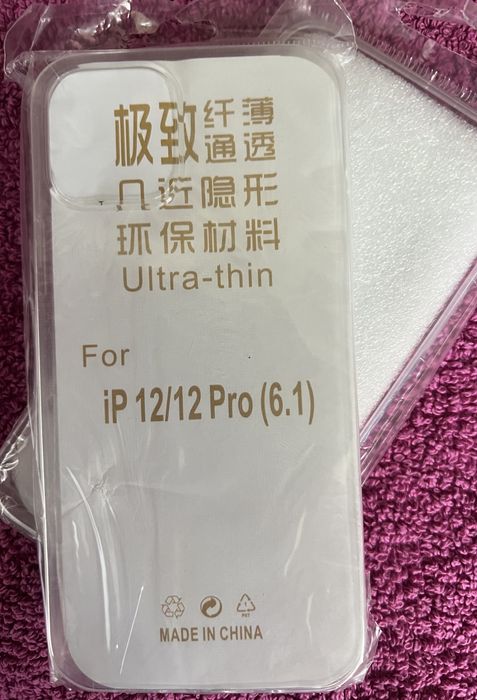 极致纤薄
通透
几近隐形
环保材料
Ultra-thin
For
iP 12/12 Pro (6.1)
MADE IN CHINA